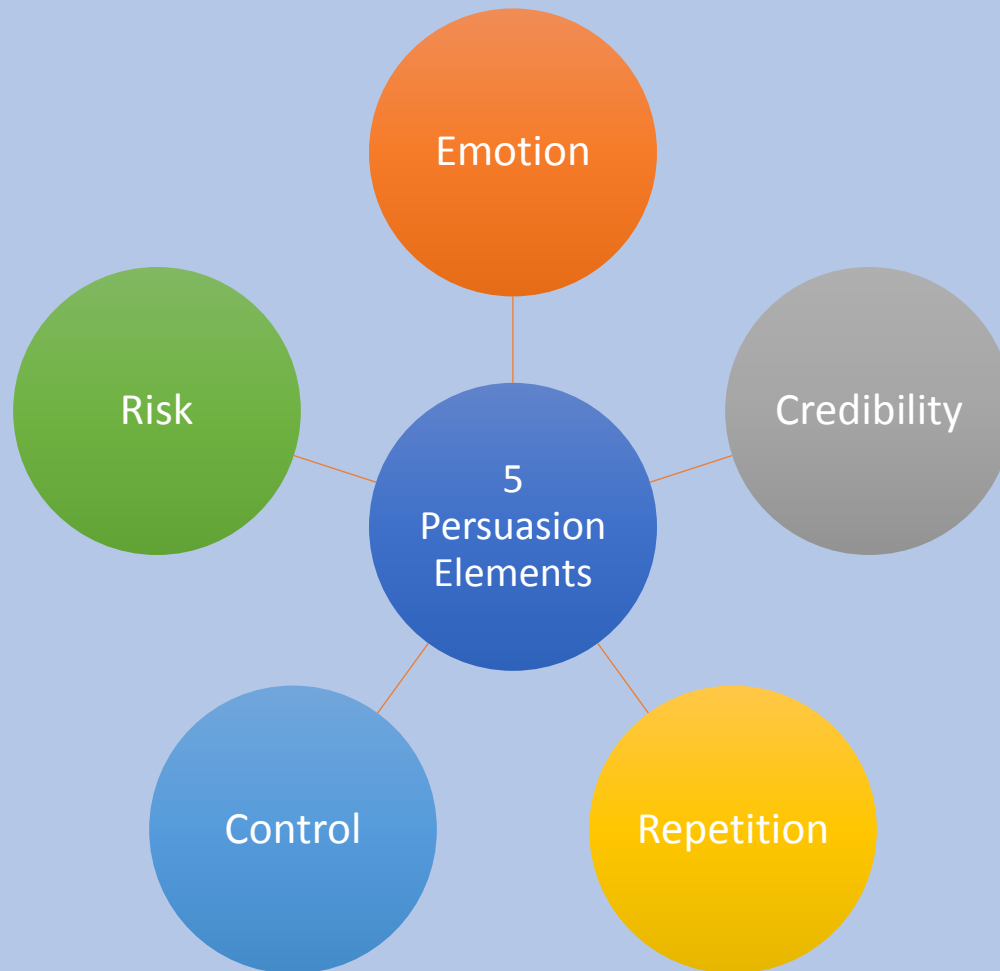 Emotion
Risk
Credibility
5
Persuasion
Elements
Control
Repetition